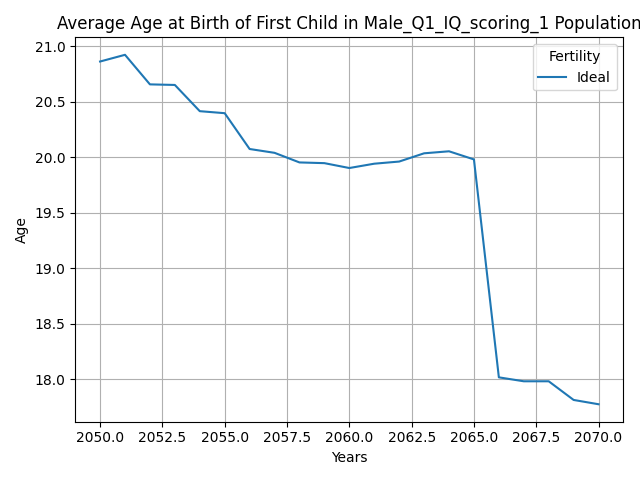 Average Age at Birth of First Child in Male_Q1_IQ_scoring_1 Population
21.0
20.5
20.0
19.5
19.0
18.5
18.0
Age
Fertility
Ideal
2050.0 2052.5 2055.0 2057.5 2060.0 2062.5 2065.0 2067.5 2070.0
Years